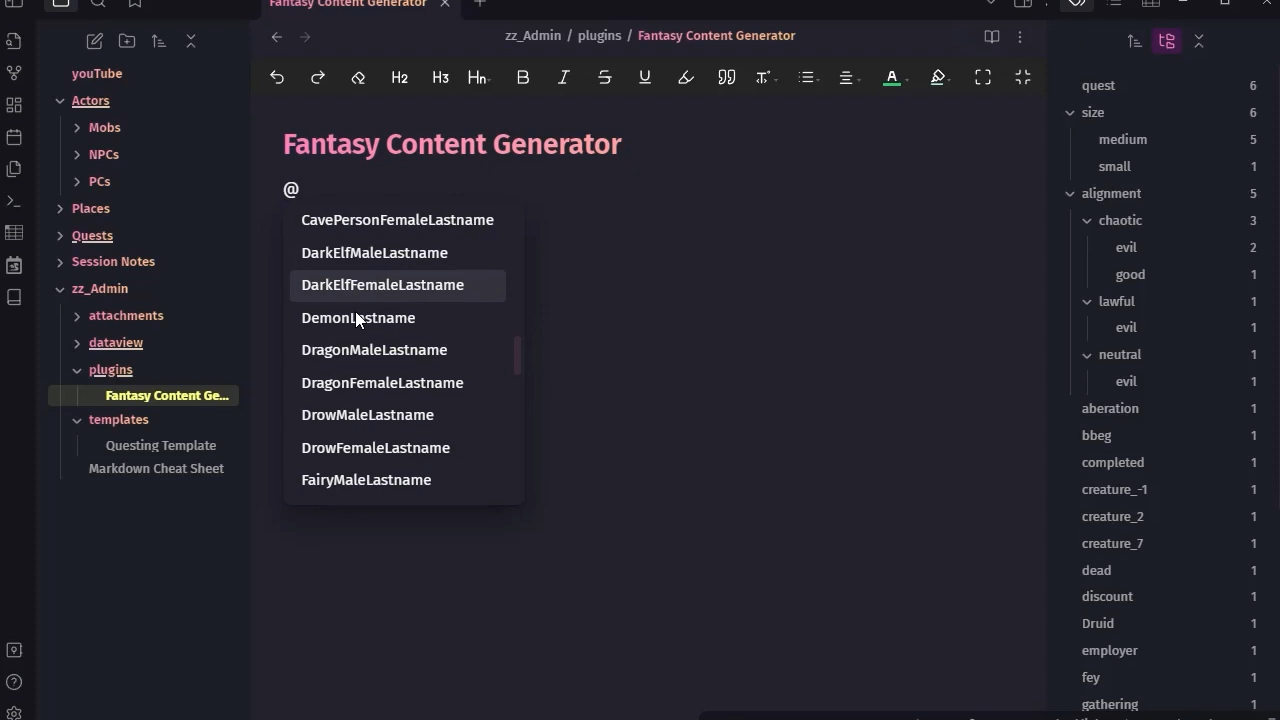 Fantasy Content Generator
zz_Admin / plugins / Fantasy Content Generator
H2 H3 Hn B I S U A
youTube
Actors
Mobs
NPCs
PCs
Places
Quests
Session Notes
zz_Admin
attachments
dataview
plugins
Fantasy Content Ge...
templates
Questing Template
Markdown Cheat Sheet
Fantasy Content Generator
@
CavePersonFemaleLastname
DarkElfMaleLastname
DarkElfFemaleLastname
DemonLastname
DragonMaleLastname
DragonFemaleLastname
DrowMaleLastname
DrowFemaleLastname
FairyMaleLastname
quest 6
size 6
medium 5
small 1
alignment 5
chaotic 3
evil 2
good 1
lawful 1
evil 1
neutral 1
evil 1
aberation 1
bbeg 1
completed 1
creature_-1 1
creature_2 1
creature_7 1
dead 1
discount 1
Druid 1
employer 1
fey 1
gathering 1